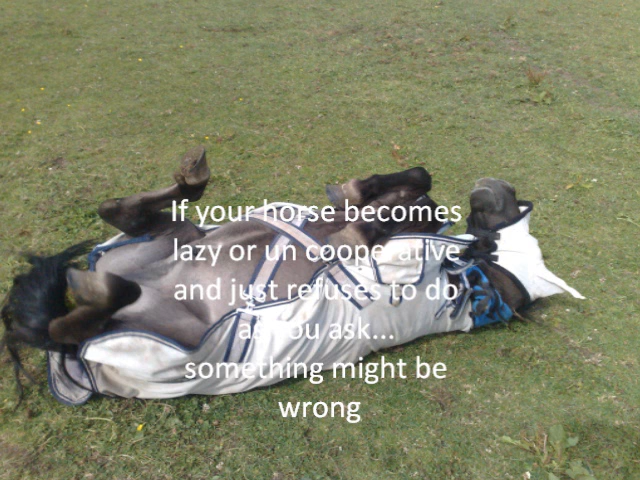 If your horse becomes
lazy or un cooperative
and just refuses to do
as you ask...
something might be
wrong